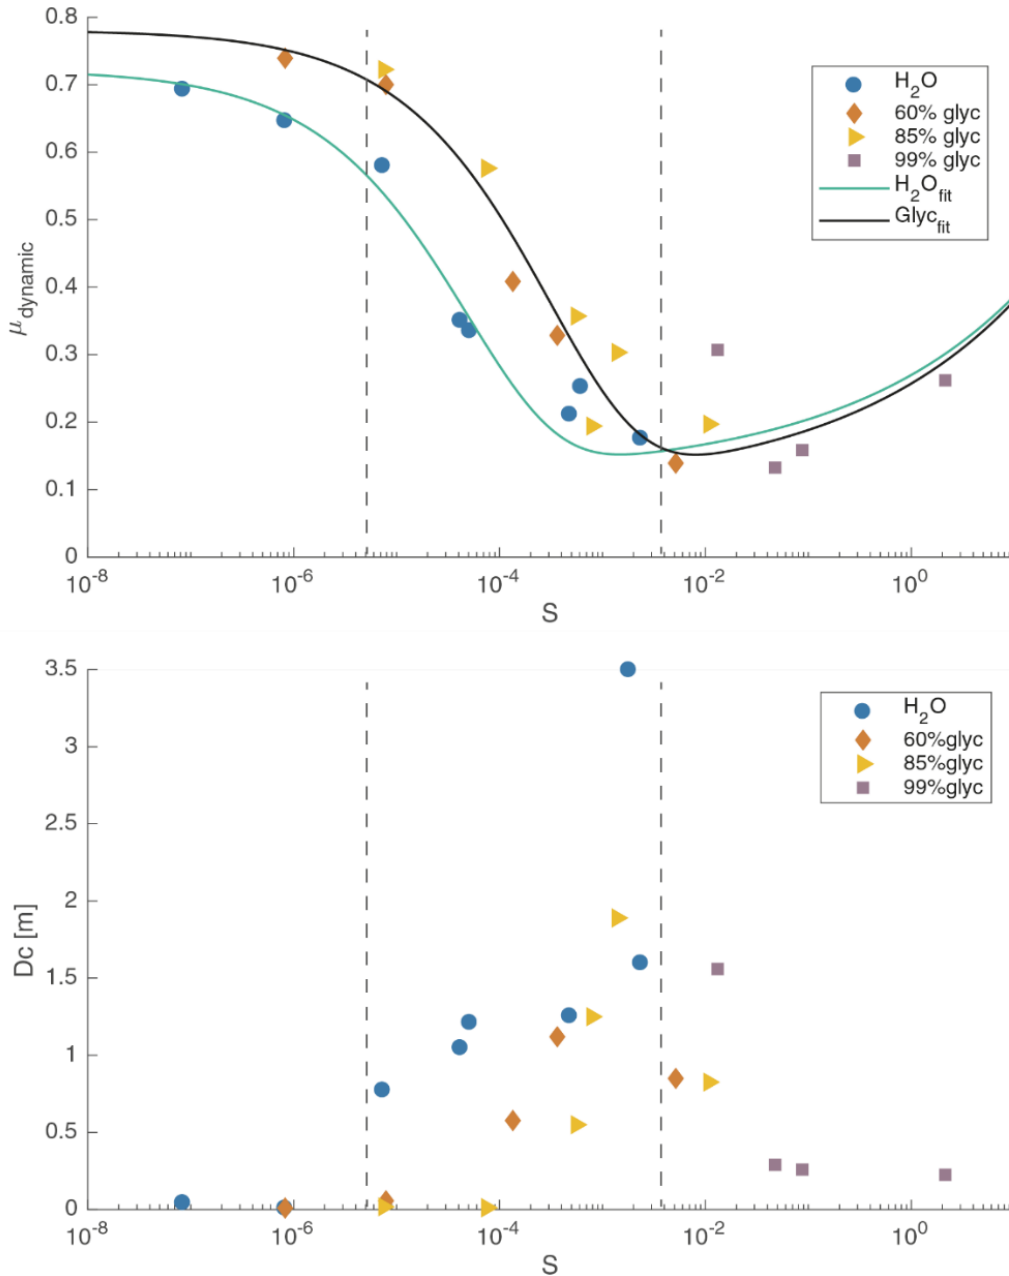 0.8
0.7
0.6
0.5
0.4
0.3
0.2
0.1
0
μdynamic
H2O
60% glyc
85% glyc
99% glyc
H2Ofit
Glycfit
10-8 10-6 10-4 10-2 100
S
3.5
3
2.5
2
1.5
1
0.5
0
Dc [m]
H2O
60%glyc
85%glyc
99%glyc
10-8 10-6 10-4 10-2 100
S